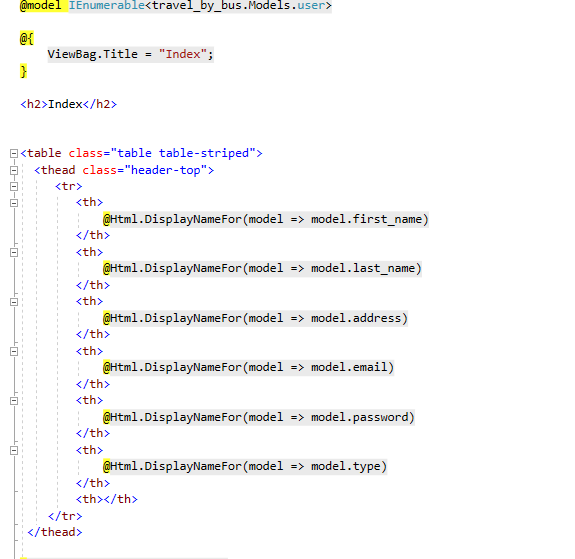 @model IEnumerable<travel_by_bus.Models.user>
@{
ViewBag.Title = "Index";
}
<h2>Index</h2>
<table class="table table-striped">
<thead class="header-top">
<tr>
<th>
@Html.DisplayNameFor(model => model.first_name)
</th>
<th>
@Html.DisplayNameFor(model => model.last_name)
</th>
<th>
@Html.DisplayNameFor(model => model.address)
</th>
<th>
@Html.DisplayNameFor(model => model.email)
</th>
<th>
@Html.DisplayNameFor(model => model.password)
</th>
<th>
@Html.DisplayNameFor(model => model.type)
</th>
<th></th>
</tr>
</thead>